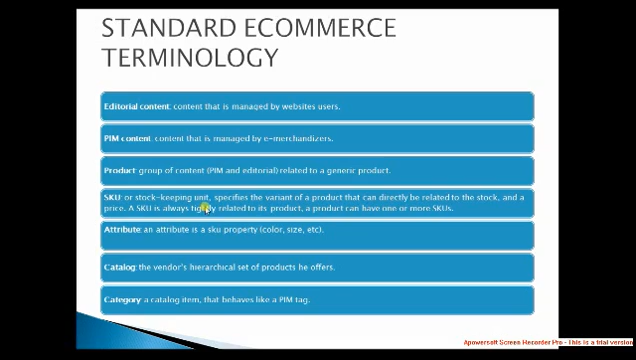 STANDARD ECOMMERCE
TERMINOLOGY
Editorial content: content that is managed by websites users.
PIM content: content that is managed by e-merchandizers.
Product: group of content (PIM and editorial) related to a generic product.
SKU: or stock-keeping unit, specifies the variant of a product that can directly be related to the stock, and a
price. A SKU is always tightly related to its product, a product can have one or more SKUs.
Attribute: an attribute is a sku property (color, size, etc).
Catalog: the vendor's hierarchical set of products he offers.
Category: a catalog item, that behaves like a PIM tag.
Apowersoft Screen Recorder Pro - This is a trial version